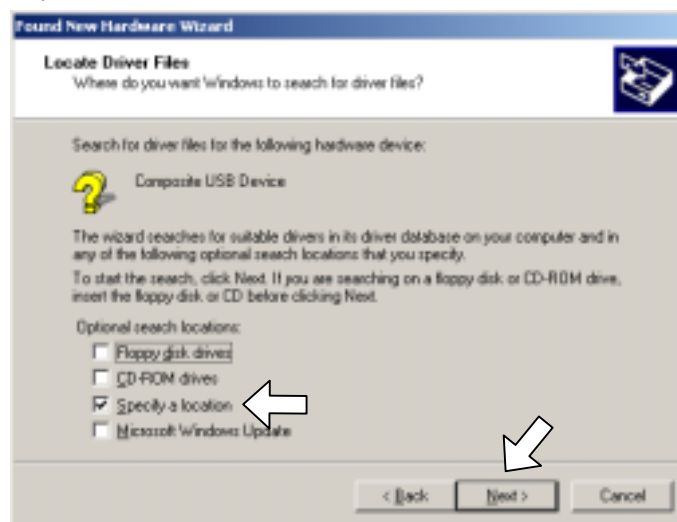 Found New Hardware Wizard
Locate Driver Files
Where do you want Windows to search for driver files?
Search for driver files for the following hardware device:
Composite USB Device
The wizard searches for suitable drivers in its driver database on your computer and in
any of the following optional search locations that you specify.
To start the search, click Next. If you are searching on a floppy disk or CD-ROM drive,
insert the floppy disk or CD before clicking Next.
Optional search locations:
Floppy disk drives
CD-ROM drives
Specify a location
Microsoft Windows Update
< Back Next > Cancel